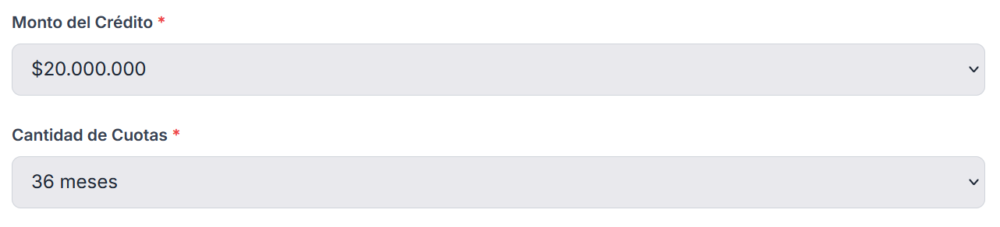 Monto del Crédito *
$20.000.000
Cantidad de Cuotas *
36 meses